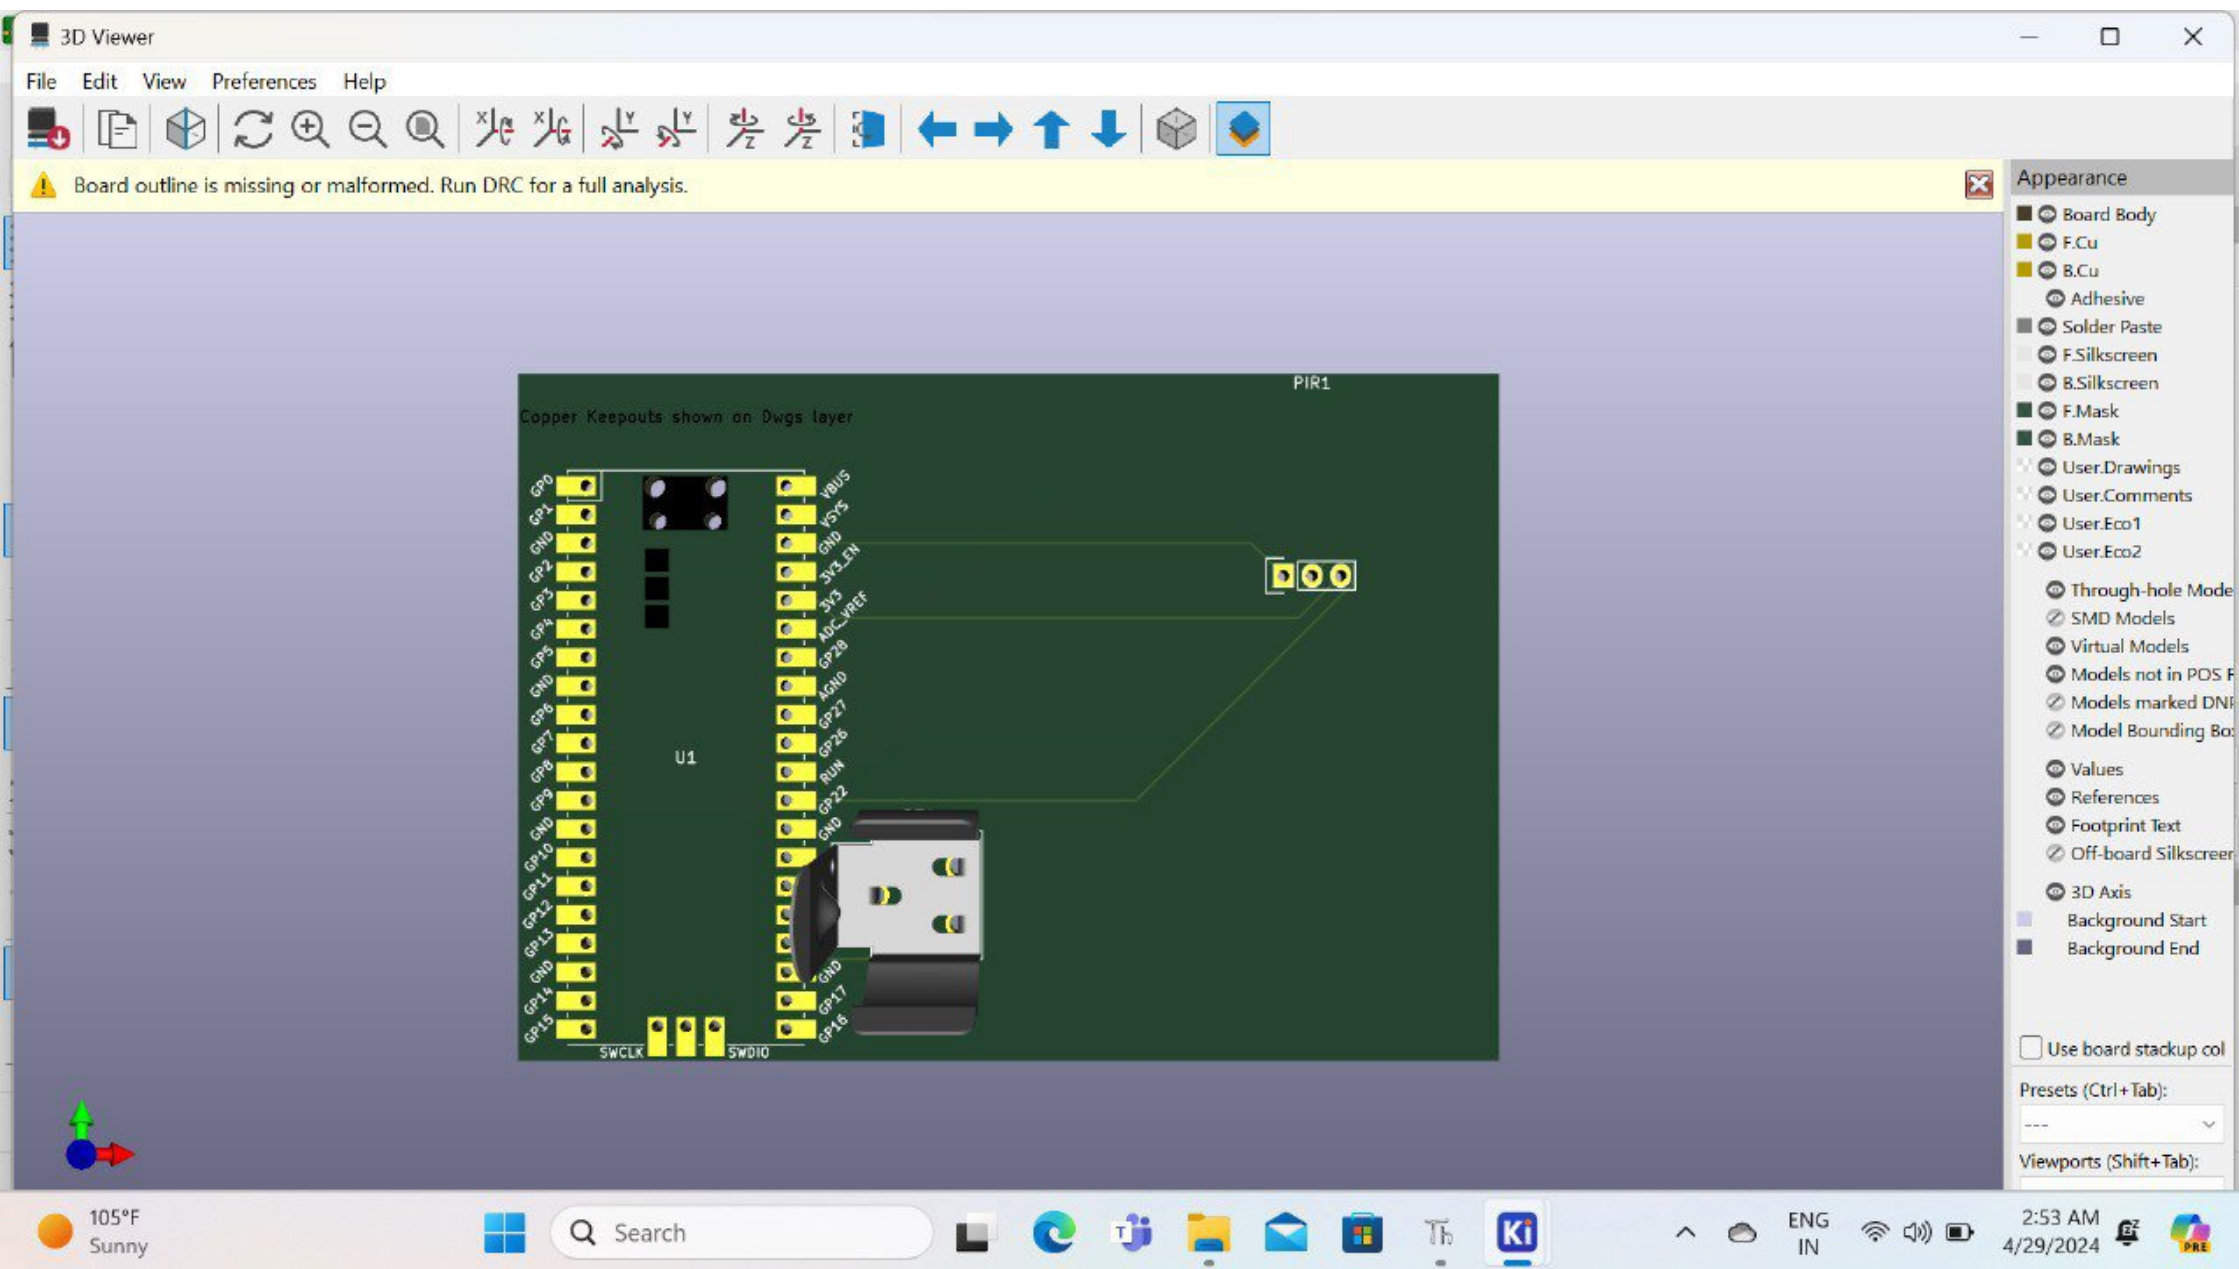 3D Viewer
File Edit View Preferences Help
Board outline is missing or malformed. Run DRC for a full analysis.
Appearance
Board Body
F.Cu
B.Cu
Adhesive
Solder Paste
F.Silkscreen
B.Silkscreen
F.Mask
B.Mask
User.Drawings
User.Comments
User.Eco1
User.Eco2
Through-hole Mode
SMD Models
Virtual Models
Models not in POS F
Models marked DNF
Model Bounding Bo
Values
References
Footprint Text
Off-board Silkscreer
3D Axis
Background Start
Background End
Use board stackup col
Presets (Ctrl+Tab):
---
Viewports (Shift+Tab):
PIR1
Copper Keepouts shown on Dwgs layer
GP0
GP1
GND
GP2
GP3
GP4
GP5
GND
GP6
GP7
GP8
GP9
GND
GP10
GP11
GP12
GP13
GND
GP14
GP15
VBUS
VSYS
GND
3V3_EN
3V3
ADC_VREF
GP28
AGND
GP27
GP26
RUN
GP22
GND
GND
GP17
GP16
U1
SWCLK
SWDIO
X X Y Y Z Z
105°F
Sunny
Search
Th
Ki
ENG
IN
2:53 AM
4/29/2024
PRE